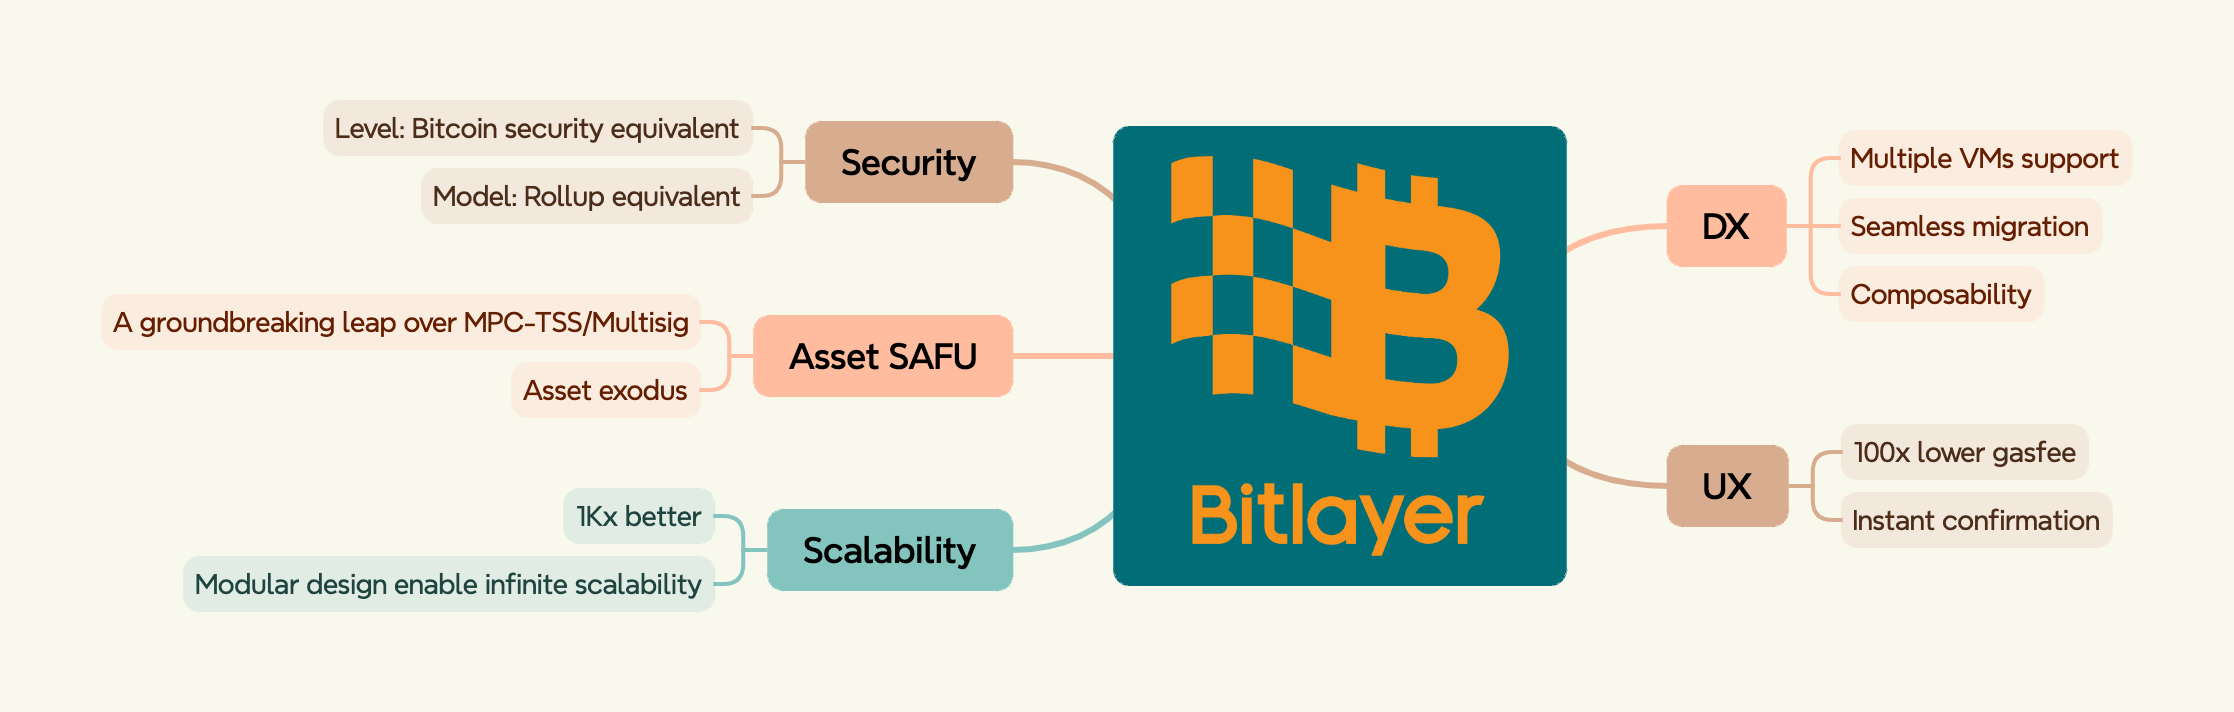 Level: Bitcoin security equivalent
Model: Rollup equivalent
Security
A groundbreaking leap over MPC-TSS/Multisig
Asset exodus
Asset SAFU
1Kx better
Modular design enable infinite scalability
Scalability
Bitlayer
DX
Multiple VMs support
Seamless migration
Composability
UX
100x lower gasfee
Instant confirmation